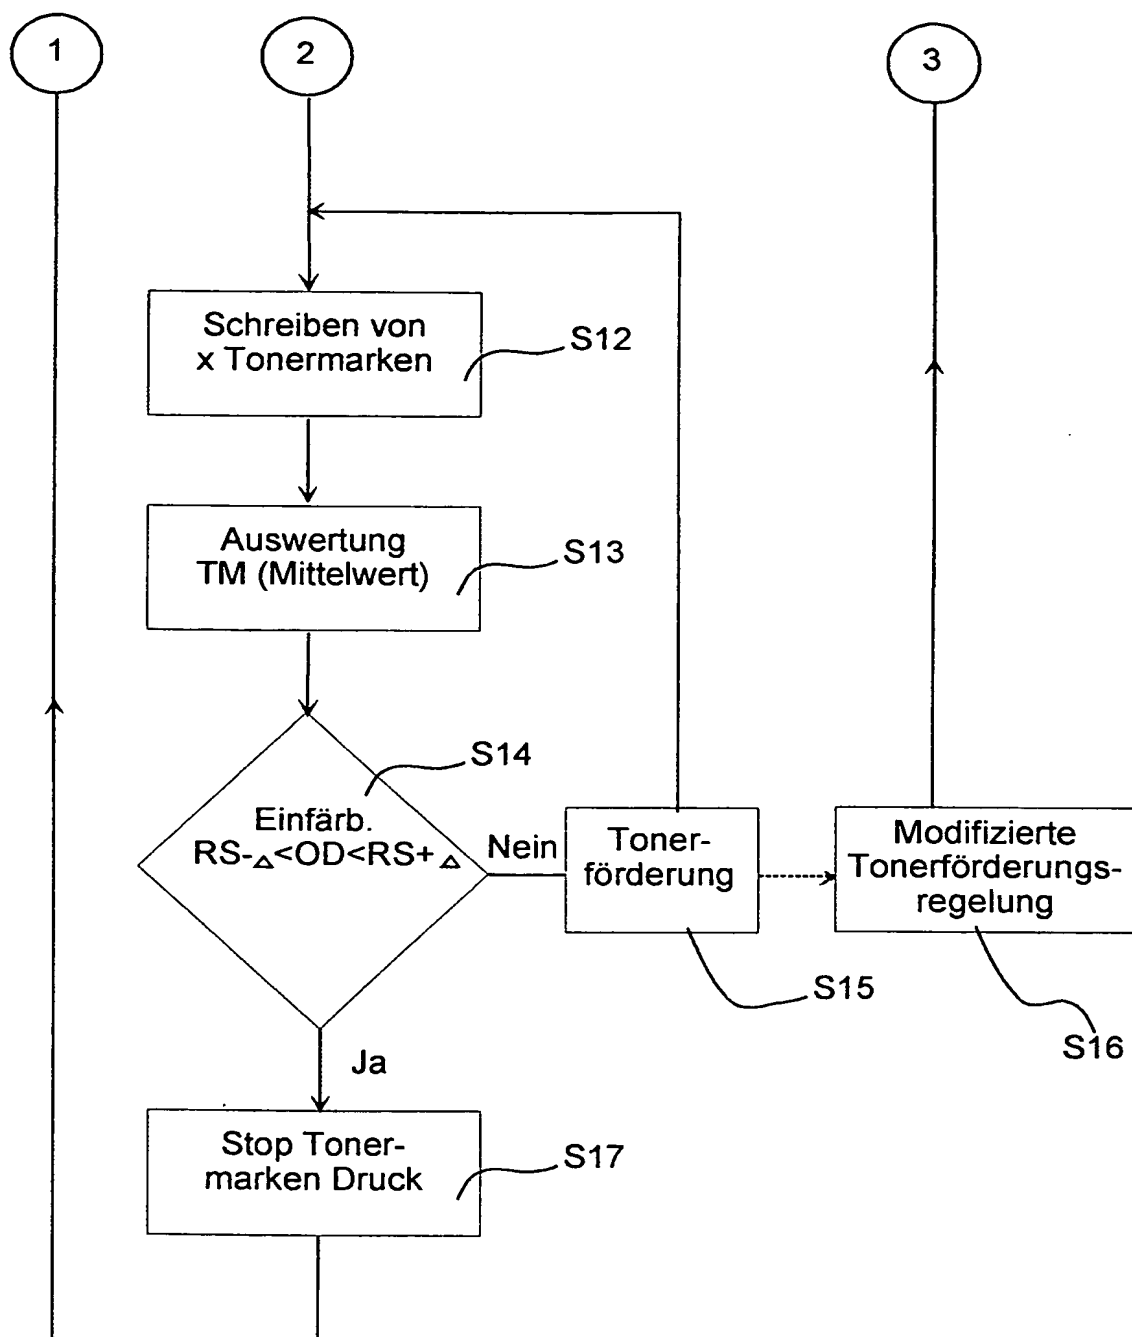 1
2
3
Schreiben von
x Tonermarken
S12
Auswertung
TM (Mittelwert)
S13
S14
Einfärb.
RS-△<OD<RS+△
Nein
Toner-
förderung
S15
Modifizierte
Tonerförderungs-
regelung
S16
Ja
Stop Toner-
marken Druck
S17